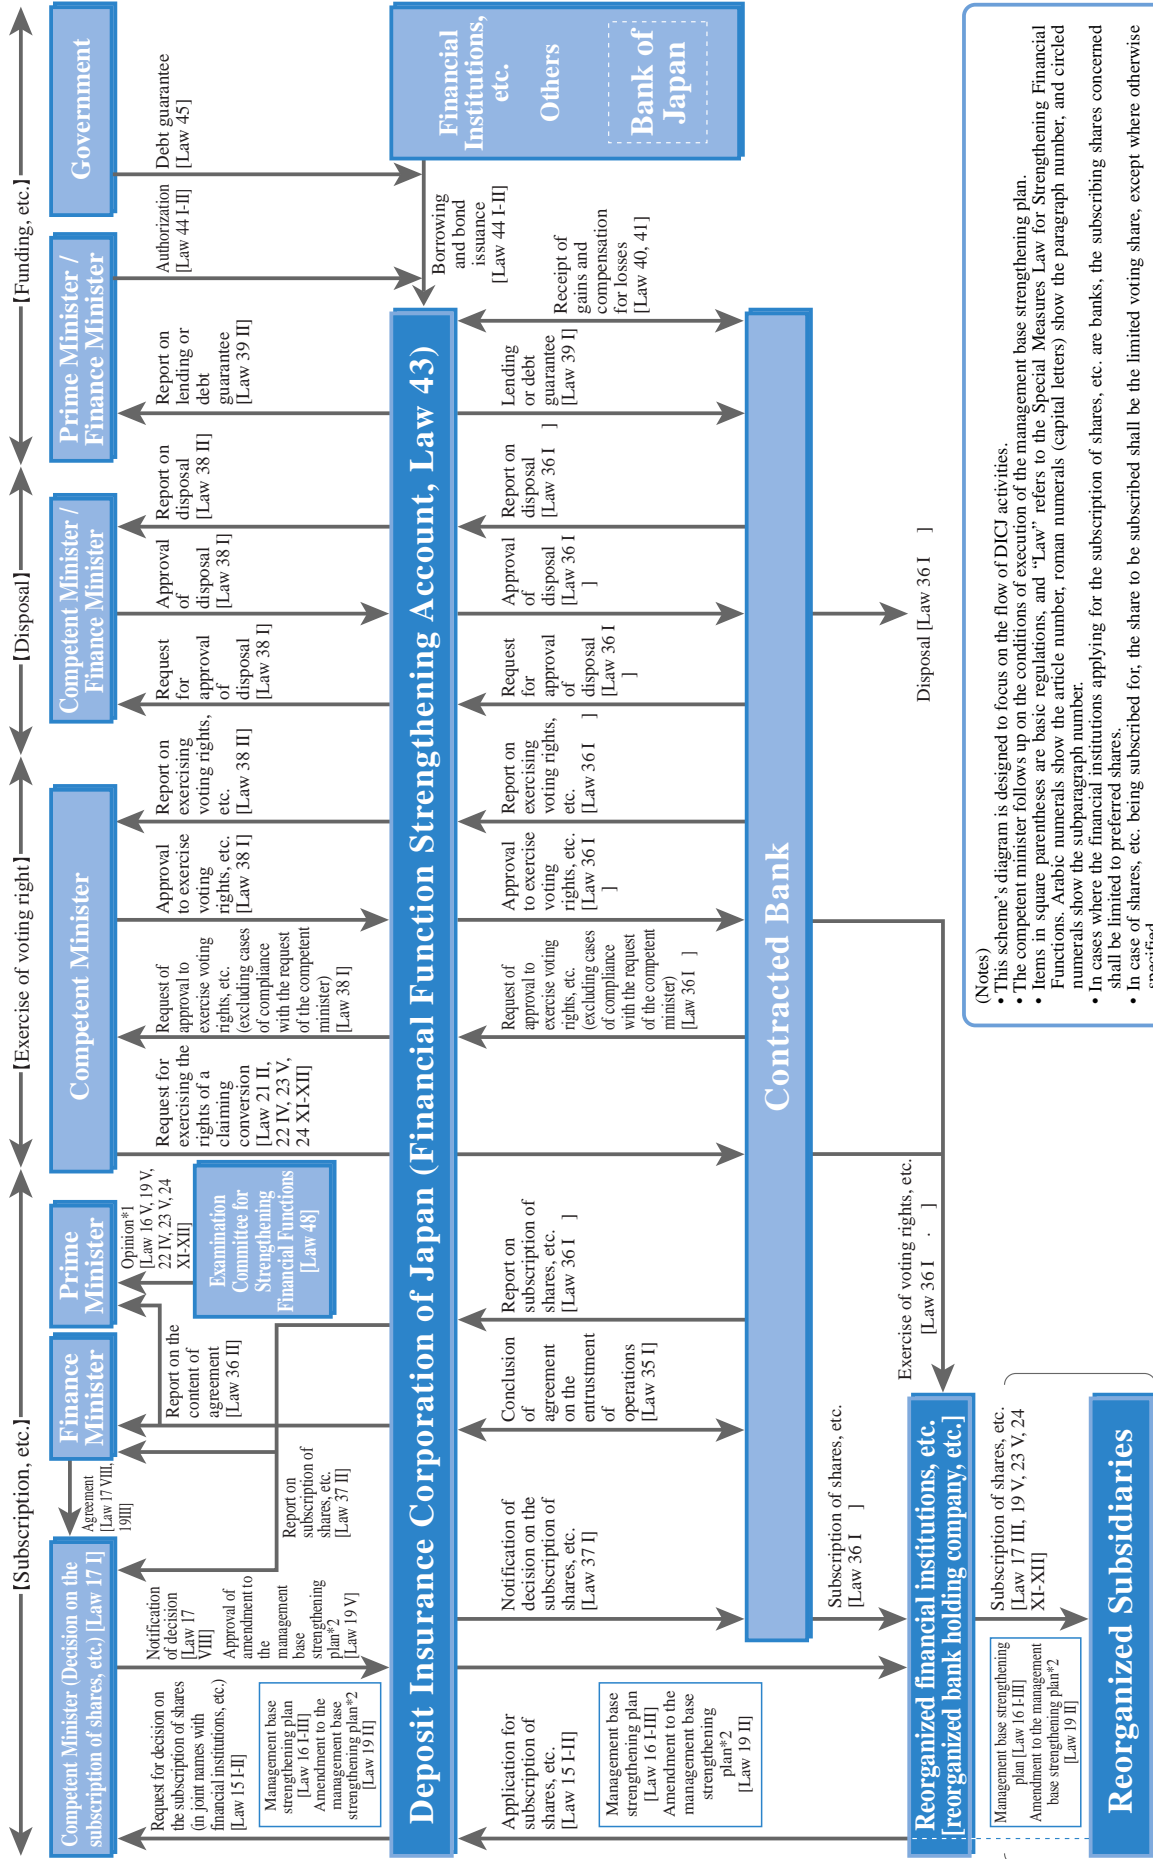 【Subscription, etc.】
【Exercise of voting right】
【Disposal】
【Funding, etc.】
Competent Minister (Decision on the
subscription of shares, etc.) [Law 17 I]
Finance
Minister
Prime
Minister
Competent Minister
Competent Minister /
Finance Minister
Prime Minister /
Finance Minister
Government
Agreement
[Law 17 VIII,
19III]
Request for decision on
the subscription of shares
(in joint names with
financial institutions, etc.)
[Law 15 I-II]
Management base
strengthening plan
[Law 16 I-III]
Amendment to the
management base
strengthening plan*2
[Law 19 II]
Notification
of decision
[Law 17
VIII]
Approval of
amendment to
the
management
base
strengthening
plan*2
[Law 19 V]
Report on
subscription of
shares, etc.
[Law 37 II]
Report on the
content of
agreement
[Law 36 II]
Opinion*1
[Law 16 V, 19 V,
22 IV, 23 V, 24
XI-XII]
Examination
Committee for
Strengthening
Financial Functions
[Law 48]
Request for
exercising the
rights of a
claiming
conversion
[Law 21 II,
22 IV, 23 V,
24 XI-XII]
Request of
approval to
exercise voting
rights, etc.
(excluding cases
of compliance
with the request
of the competent
minister)
[Law 38 I]
Approval
to exercise
voting
rights, etc.
[Law 38 I]
Report on
exercising
voting rights,
etc.
[Law 38 II]
Request
for
approval
of
disposal
[Law 38 I]
Approval
of
disposal
[Law 38 I]
Report on
disposal
[Law 38 II]
Report on
lending or
debt
guarantee
[Law 39 II]
Authorization
[Law 44 I-II]
Debt guarantee
[Law 45]
Deposit Insurance Corporation of Japan (Financial Function Strengthening Account, Law 43)
Borrowing
and bond
issuance
[Law 44 I-II]
Financial
Institutions,
etc.
Others
Bank of
Japan
Application for
subscription of
shares, etc.
[Law 15 I-II]
Management base
strengthening plan
[Law 16 I-III]
Amendment to the
management base
strengthening
plan*2
[Law 19 II]
Notification of
decision on the
subscription of
shares, etc.
[Law 37 I]
Conclusion
of
agreement
on the
entrustment
of
operations
[Law 35 I]
Report on
subscription of
shares, etc.
[Law 36 I ]
Request of
approval to
exercise voting
rights, etc.
(excluding cases
of compliance
with the request
of the competent
minister)
[Law 36 I ]
Approval
to exercise
voting
rights, etc.
[Law 36 I
]
Report on
exercising
voting rights,
etc.
[Law 36 I ]
Request
for
approval
of
disposal
[Law 36 I
]
Approval
of
disposal
[Law 36 I
]
Report on
disposal
[Law 36 I ]
Lending
or debt
guarantee
[Law 39 I]
Receipt of
gains and
compensation
for losses
[Law 40, 41]
Contracted Bank
Subscription of shares, etc.
[Law 36 I ]
Exercise of voting rights, etc.
[Law 36 I · ]
Disposal [Law 36 I ]
Reorganized financial institutions, etc.
[reorganized bank holding company, etc.]
Management base strengthening
plan [Law 16 I-III]
Amendment to the management
base strengthening plan*2
[Law 19 II]
Subscription of shares, etc.
[Law 17 III, 19 V, 23 V, 24
XI-XII]
Reorganized Subsidiaries
(Notes)
• This scheme's diagram is designed to focus on the flow of DICJ activities.
• The competent minister follows up on the conditions of execution of the management base strengthening plan.
• Items in square parentheses are basic regulations, and "Law" refers to the Special Measures Law for Strengthening Financial
Functions. Arabic numerals show the article number, roman numerals (capital letters) show the paragraph number, and circled
numerals show the subparagraph number.
• In cases where the financial institutions applying for the subscription of shares, etc. are banks, the subscribing shares concerned
shall be limited to preferred shares.
• In case of shares, etc. being subscribed for, the share to be subscribed shall be the limited voting share, except where otherwise
specified